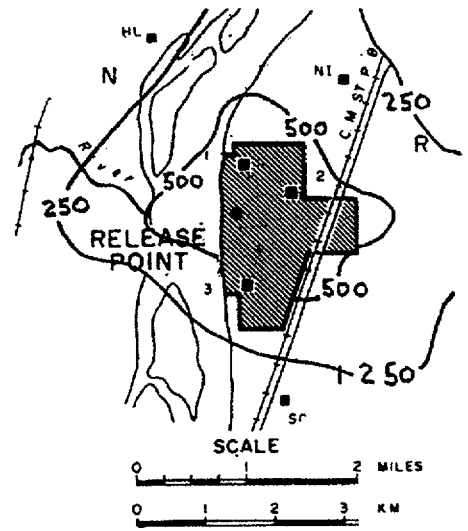 HL
N
NI
C M ST P &
250
R
500
River
1
2
500
250
RELEASE
POINT
3
500
250
SC
SCALE
0 1 2 MILES
0 1 2 3 KM